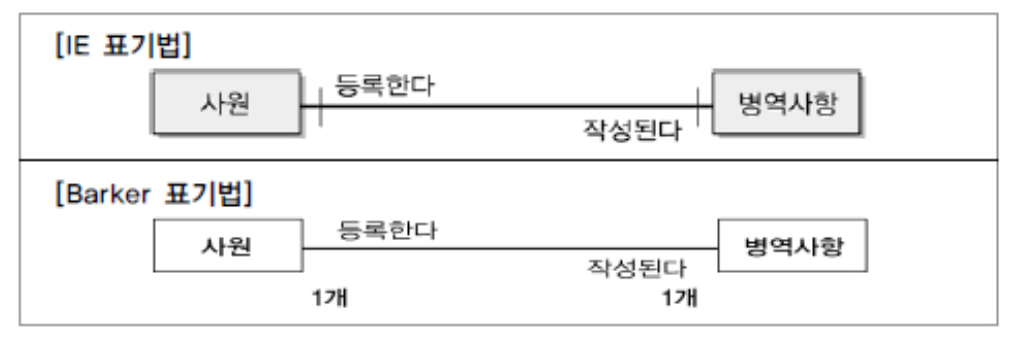 [IE 표기법]
사원
등록한다
작성된다
병역사항
[Barker 표기법]
사원
등록한다
작성된다
병역사항
1개
1개